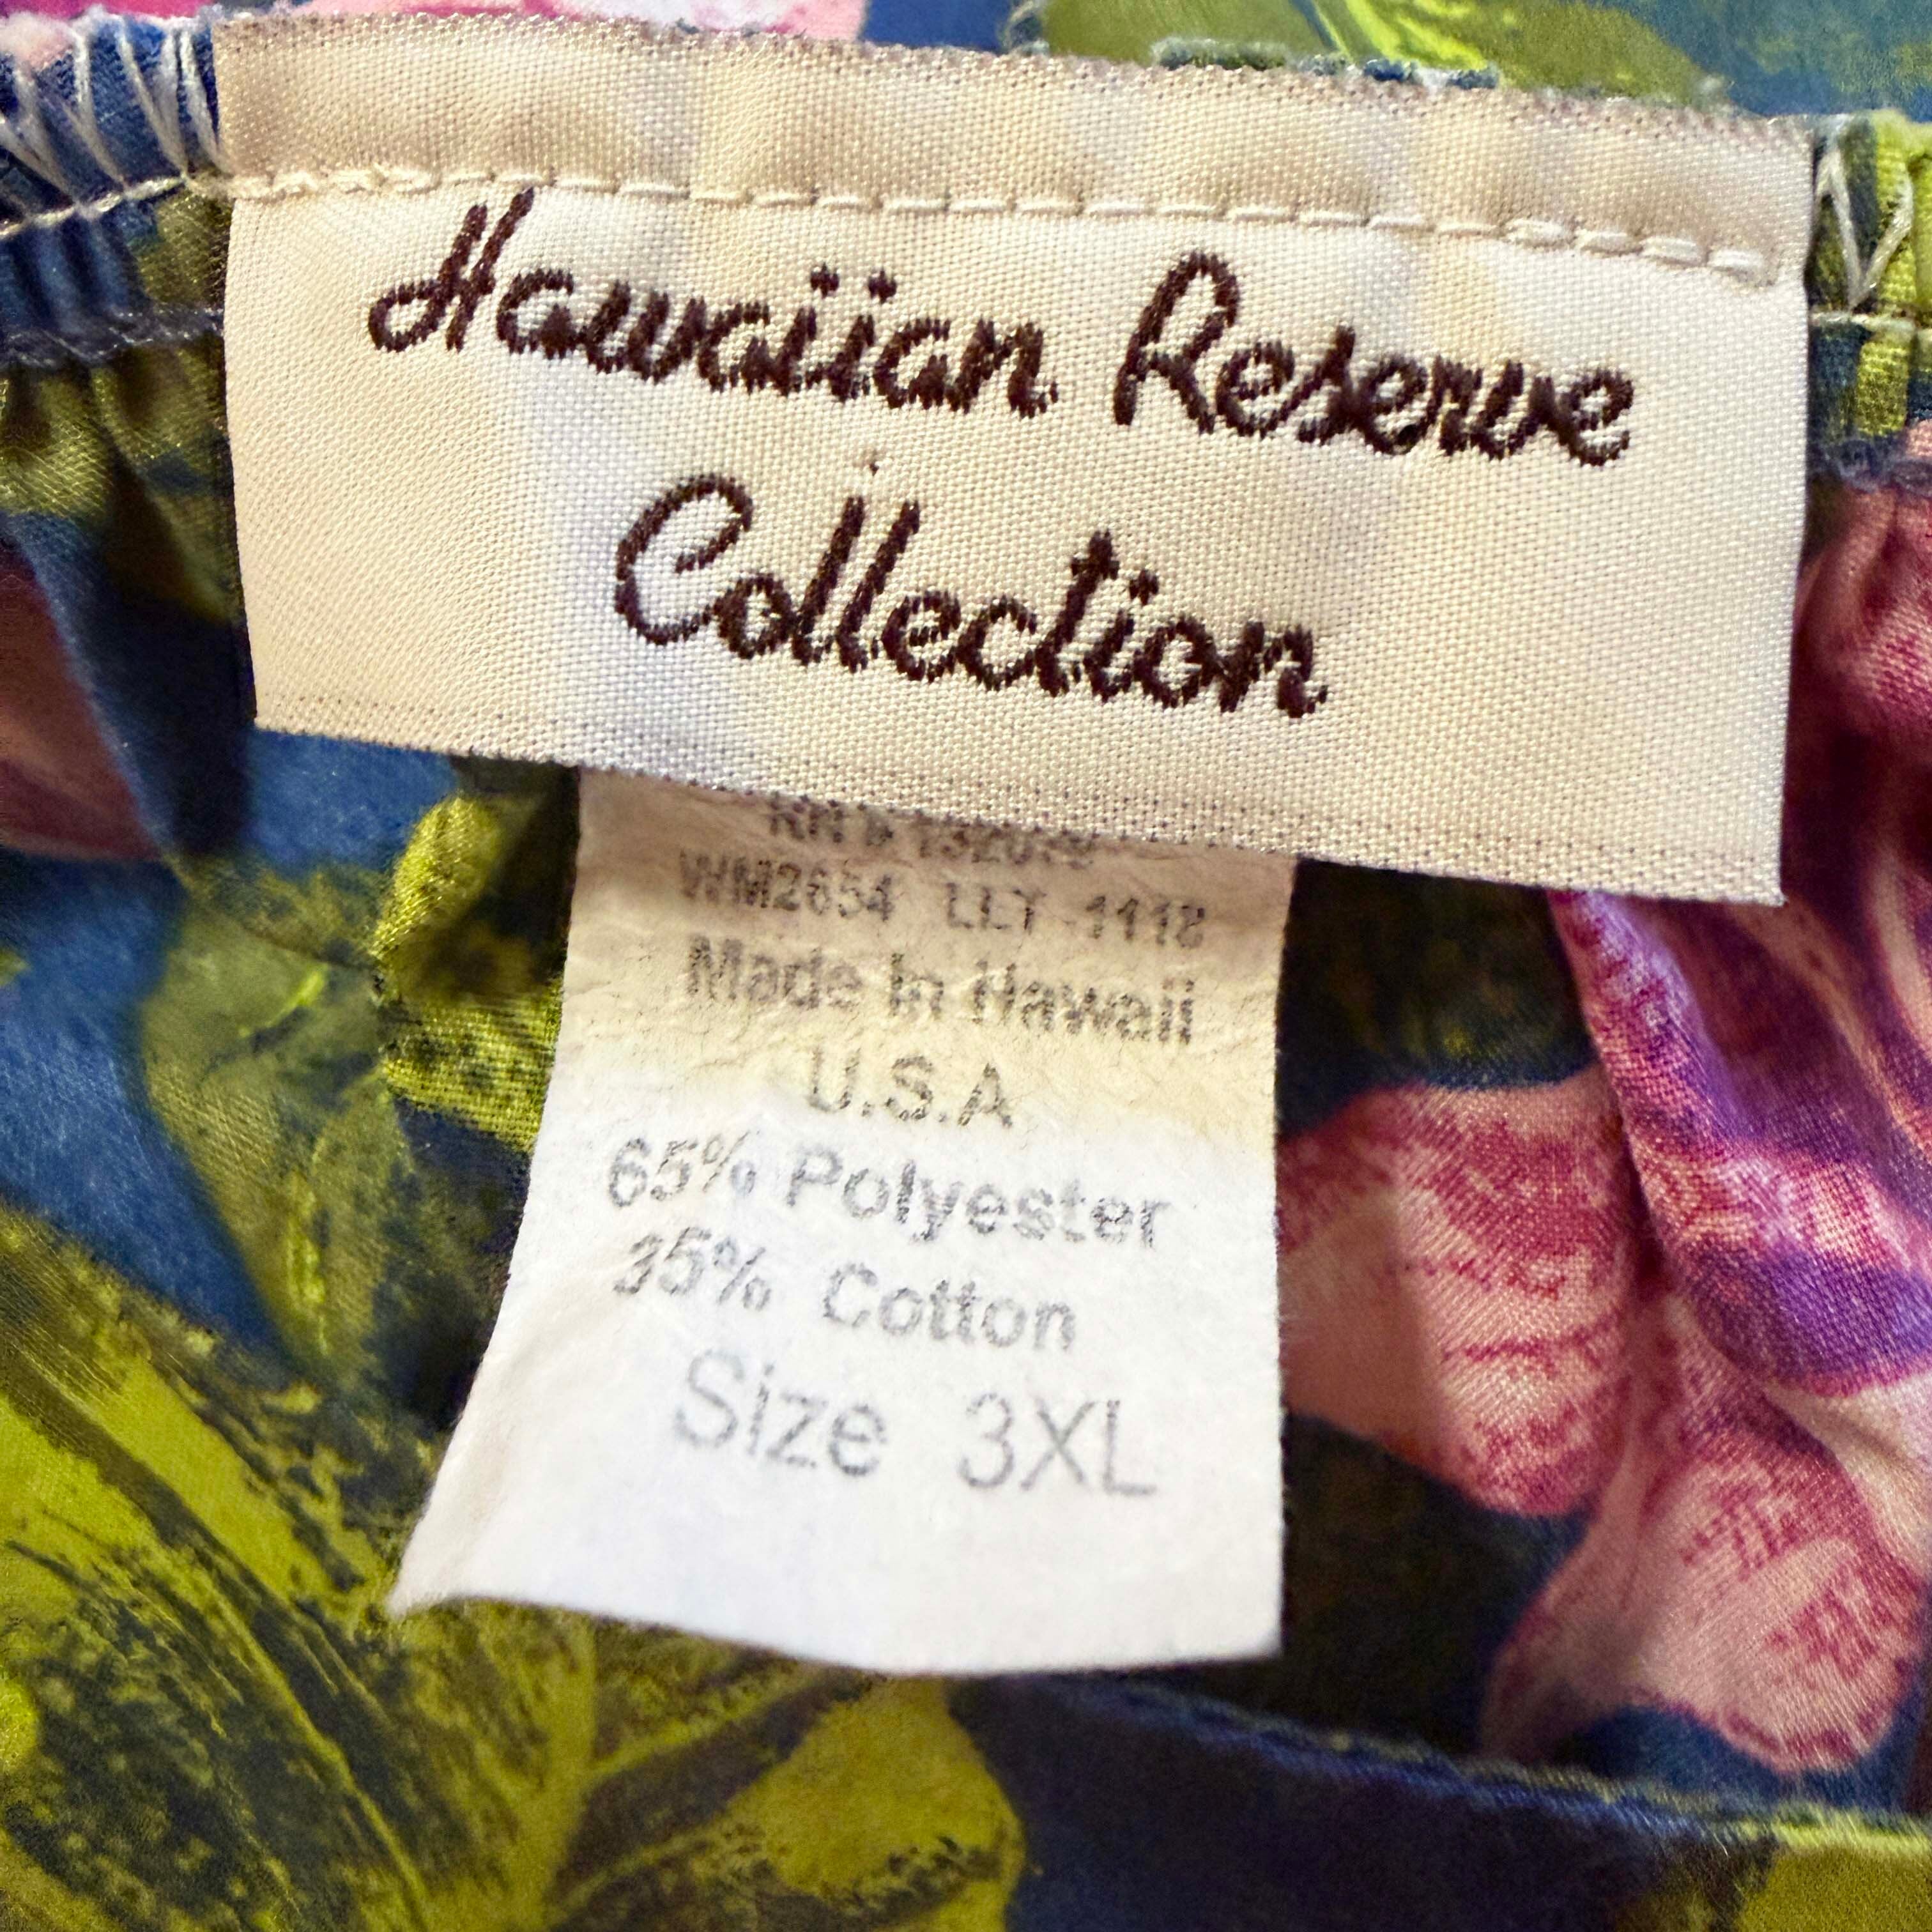 Hawaiian Reserve
Collection
WM2654 LLT 1118
Made In Hawaii
U.S.A
65% Polyester
35% Cotton
Size 3XL